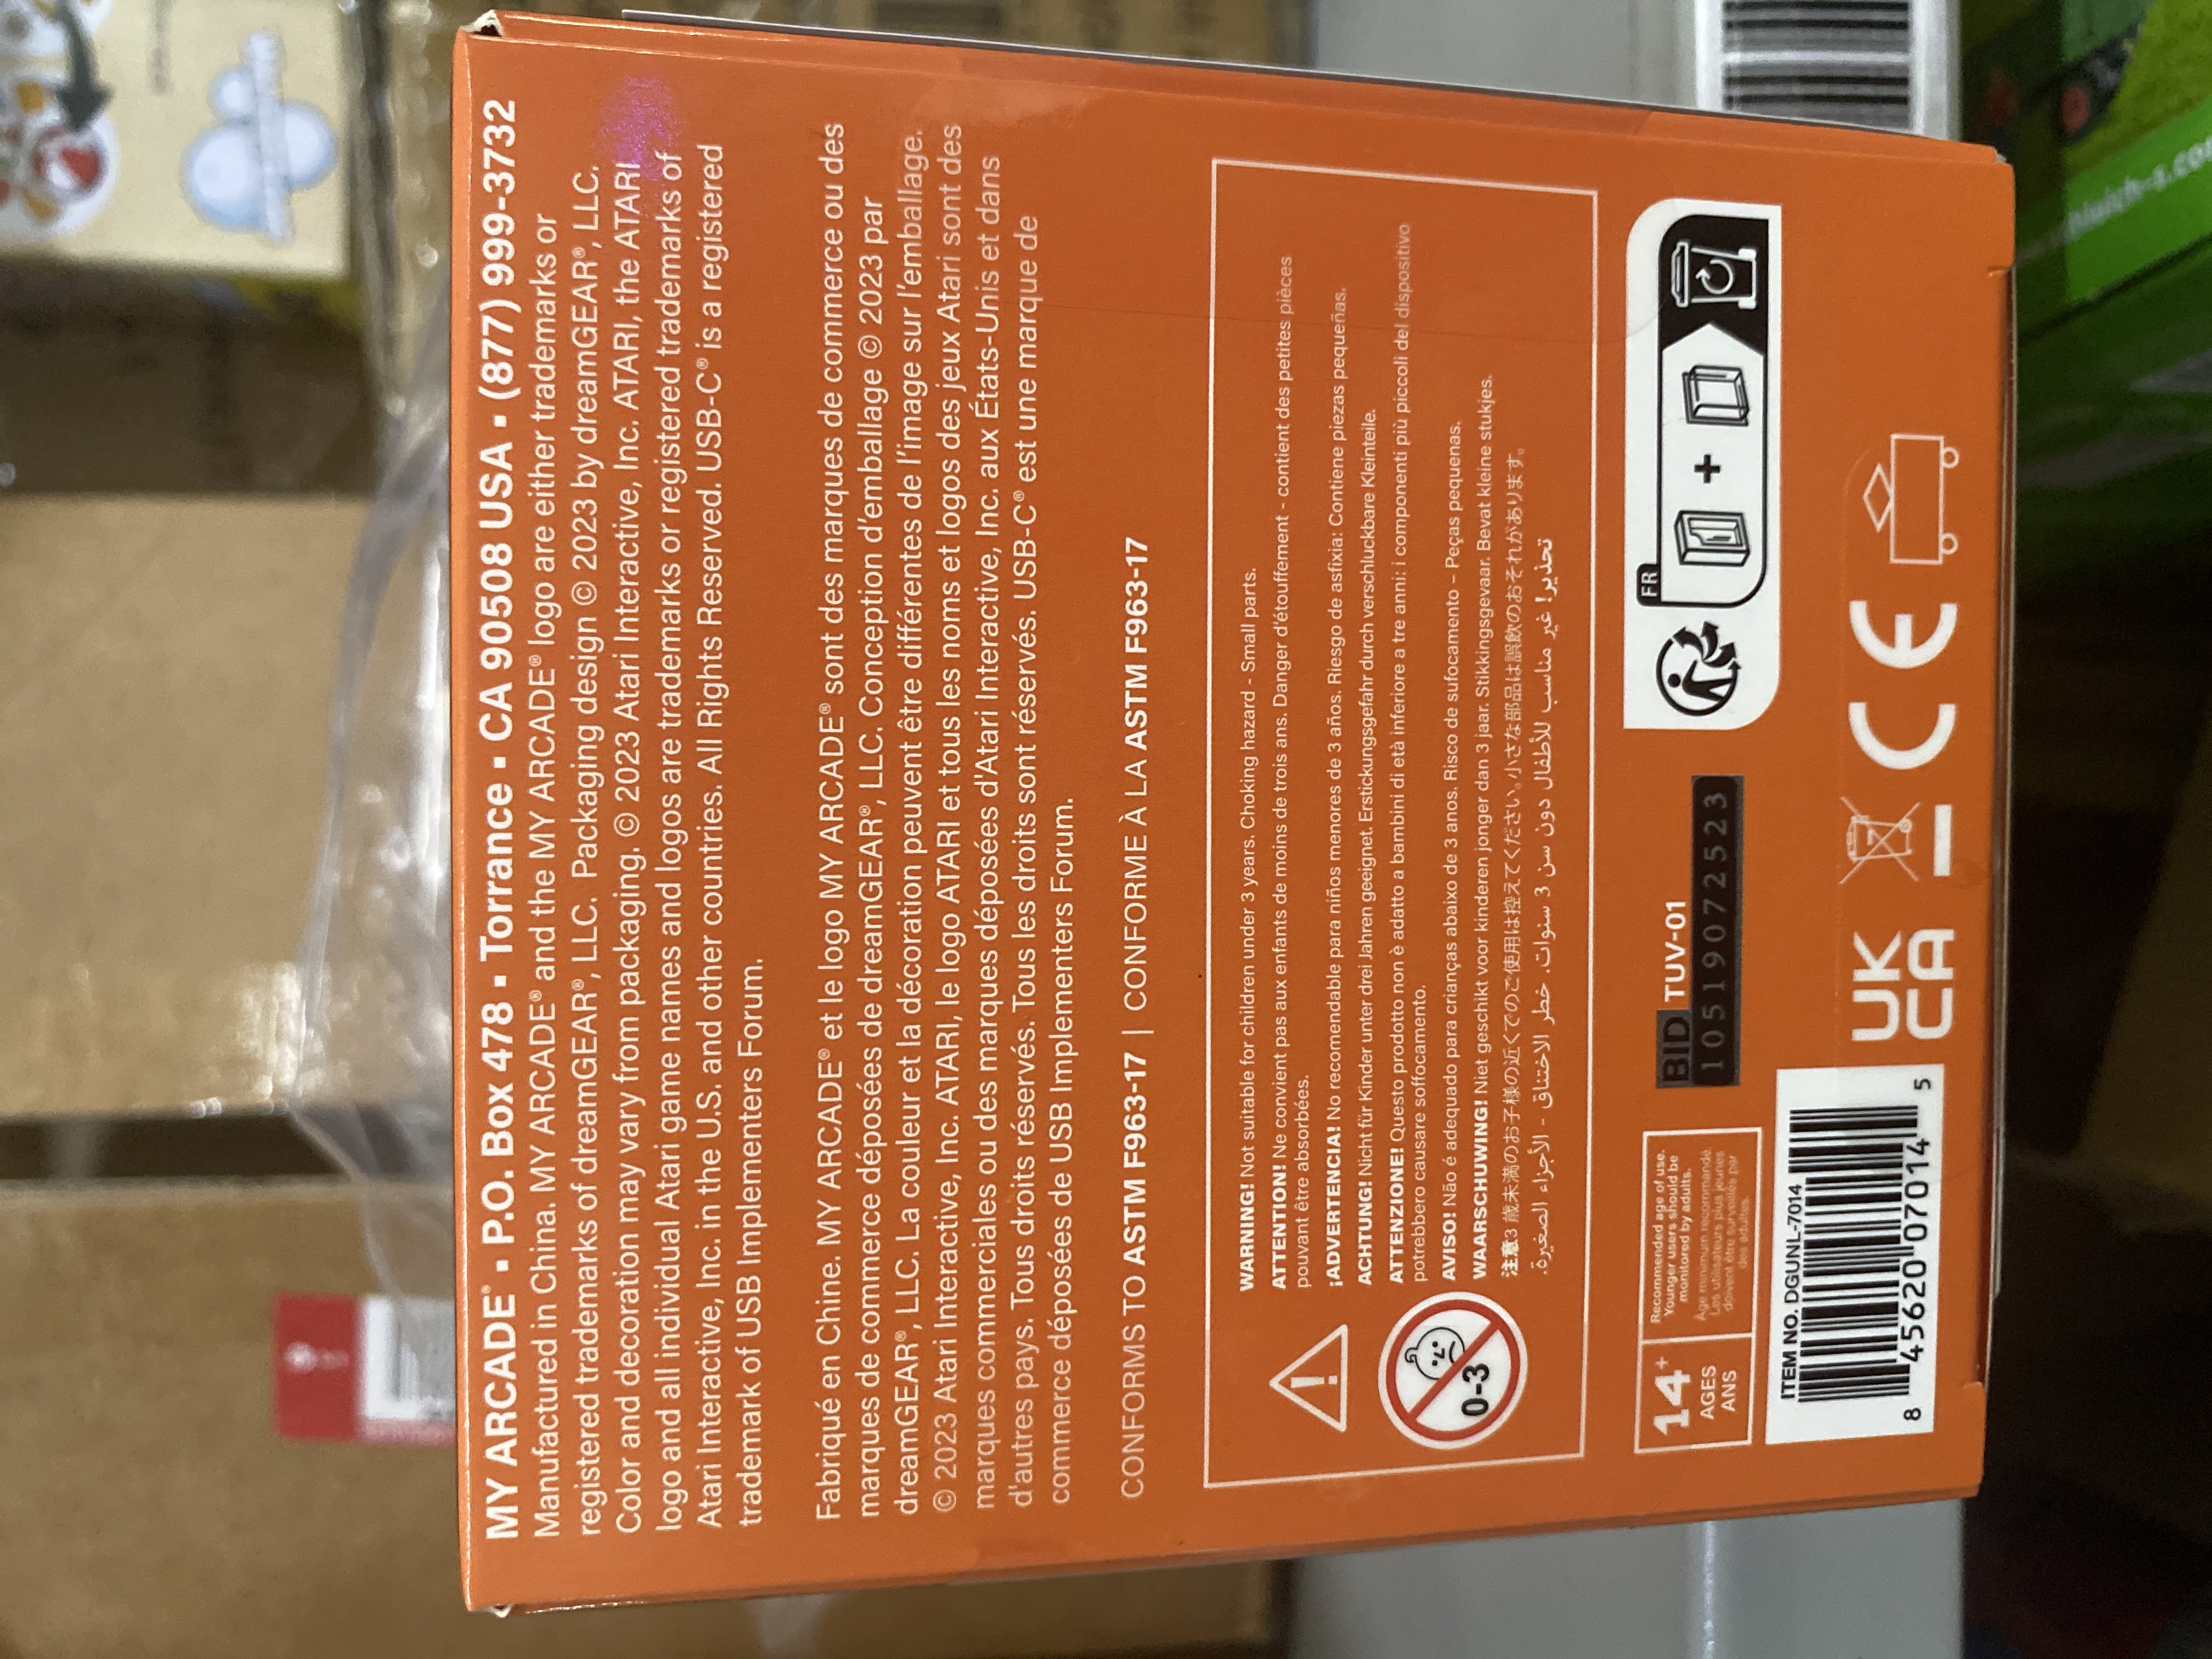 MY ARCADE® ▪ P.O. Box 478 ▪ Torrance ▪ CA 90508 USA ▪ (877) 999-3732
Manufactured in China. MY ARCADE® and the MY ARCADE® logo are either trademarks or
registered trademarks of dreamGEAR®, LLC. Packaging design © 2023 by dreamGEAR®, LLC.
Color and decoration may vary from packaging. © 2023 Atari Interactive, Inc. ATARI, the ATARI
logo and all individual Atari game names and logos are trademarks or registered trademarks of
Atari Interactive, Inc. in the U.S. and other countries. All Rights Reserved. USB-C® is a registered
trademark of USB Implementers Forum.
Fabriqué en Chine. MY ARCADE® et le logo MY ARCADE® sont des marques de commerce ou des
marques de commerce déposées de dreamGEAR®, LLC. Conception d'emballage © 2023 par
dreamGEAR®, LLC. La couleur et la décoration peuvent être différentes de l'image sur l'emballage.
© 2023 Atari Interactive, Inc. ATARI, le logo ATARI et tous les noms et logos des jeux Atari sont des
marques commerciales ou des marques déposées d'Atari Interactive, Inc. aux États-Unis et dans
d'autres pays. Tous droits réservés. Tous les droits sont réservés. USB-C® est une marque de
commerce déposées de USB Implementers Forum.
CONFORMS TO ASTM F963-17 | CONFORME À LA ASTM F963-17
WARNING! Not suitable for children under 3 years. Choking hazard - Small parts.
ATTENTION! Ne convient pas aux enfants de moins de trois ans. Danger d'étouffement - contient des petites pièces
pouvant être absorbées.
¡ADVERTENCIA! No recomendable para niños menores de 3 años. Riesgo de asfixia: Contiene piezas pequeñas.
ACHTUNG! Nicht für Kinder unter drei Jahren geeignet. Erstickungsgefahr durch verschluckbare Kleinteile.
ATTENZIONE! Questo prodotto non è adatto a bambini di età inferiore a tre anni: i componenti più piccoli del dispositivo
potrebbero causare soffocamento.
AVISO! Não é adequado para crianças abaixo de 3 anos. Risco de sufocamento – Peças pequenas.
WAARSCHUWING! Niet geschikt voor kinderen jonger dan 3 jaar. Stikkingsgevaar. Bevat kleine stukjes.
注意3 歳未満のお子様の近くでのご使用は控えてください。小さな部品は誤飲のおそれがあります。
تحذير! غير مناسب للأطفال دون سن 3 سنوات. خطر الاختناق - الأجزاء الصغيرة.
0-3
14+
AGES
ANS
Recommended age of use.
Younger users should be
monitored by adults.
Âge minimum recommandé
Les utilisateurs plus jeunes
doivent être surveillés par
des adultes.
BID TUV-01
10519072523
FR
ITEM NO. DGUNL-7014
8 45620 07014 5
UK
CA
CE